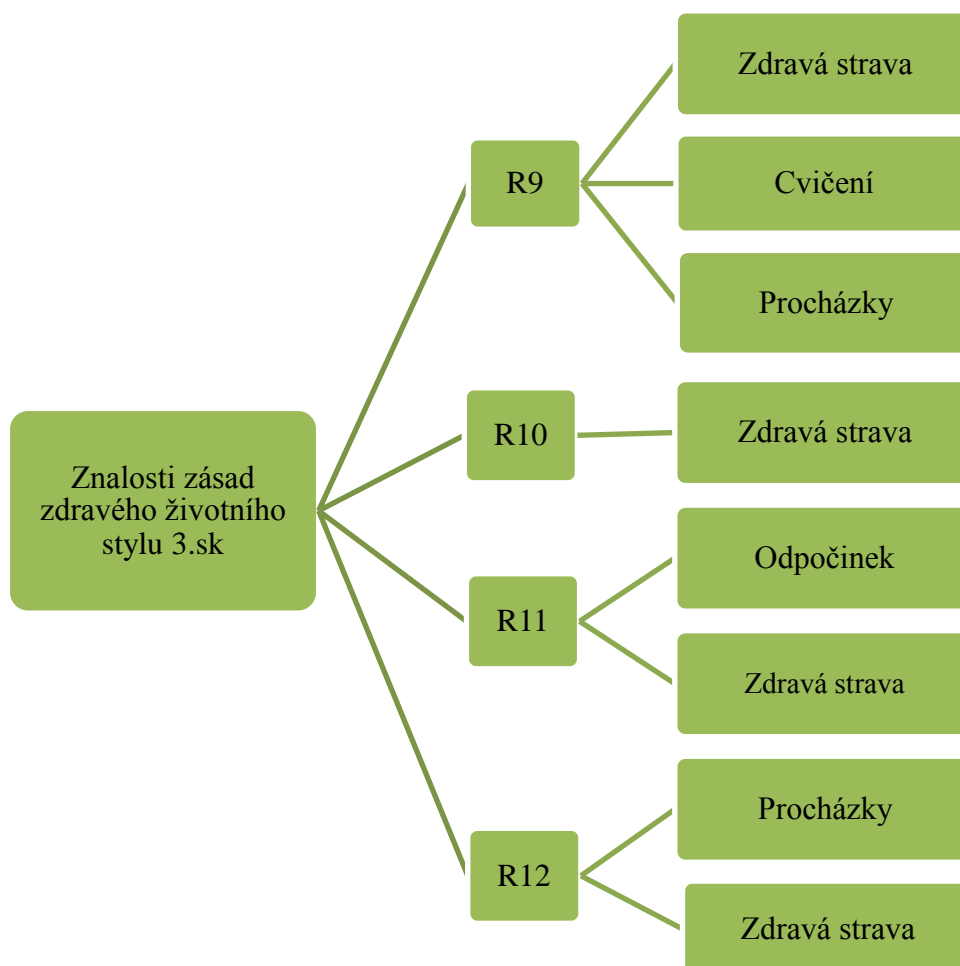 Znalosti zásad
zdravého životního
stylu 3.sk
R9
Zdravá strava
Cvičení
Procházky
R10
Zdravá strava
R11
Odpočinek
Zdravá strava
R12
Procházky
Zdravá strava